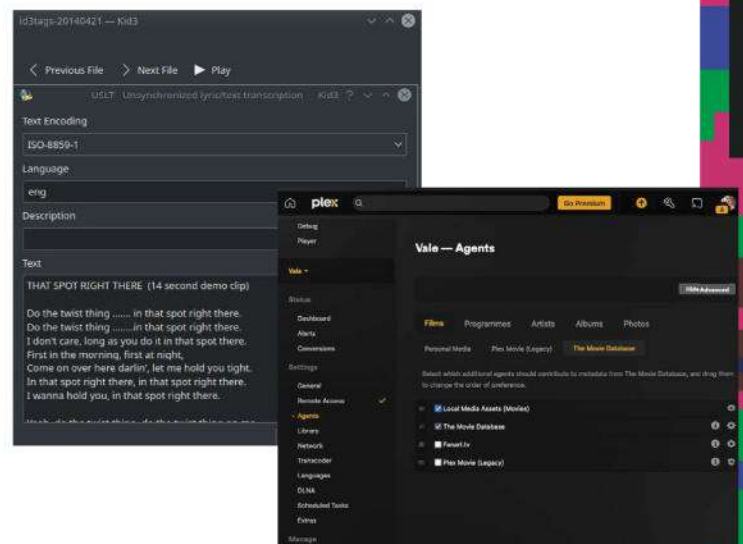 id3tags-20140421 — Kid3
Previous File Next File Play
USLT Unsynchronized lyric/text transcription Kid3 ?
Text Encoding
ISO-8859-1
Language
eng
Description
Text
THAT SPOT RIGHT THERE (14 second demo clip)
Do the twist thing ...... in that spot right there.
Do the twist thing .......in that spot right there.
I don't care, long as you do it in that spot there.
First in the morning, first at night,
Come on over here darlin', let me hold you tight.
In that spot right there, in that spot right there.
I wanna hold you, in that spot right there.
plex
Go Premium
Debug
Player
Vale
Status
Dashboard
Alerts
Conversions
Settings
General
Remote Access
Agents
Library
Network
Transcoder
Languages
DLNA
Scheduled Tasks
Extras
Manage
Vale — Agents
Hide Advanced
Films Programmes Artists Albums Photos
Personal Media Plex Movie (Legacy) The Movie Database
Select which additional agents should contribute to metadata from The Movie Database, and drag them
to change the order of preference.
Local Media Assets (Movies)
The Movie Database
Fanart.tv
Plex Movie (Legacy)